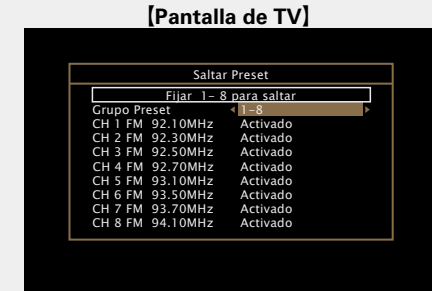 【Pantalla de TV】
Saltar Preset
Fijar 1– 8 para saltar
Grupo Preset 1–8
CH 1 FM 92.10MHz Activado
CH 2 FM 92.30MHz Activado
CH 3 FM 92.50MHz Activado
CH 4 FM 92.70MHz Activado
CH 5 FM 93.10MHz Activado
CH 6 FM 93.50MHz Activado
CH 7 FM 93.70MHz Activado
CH 8 FM 94.10MHz Activado